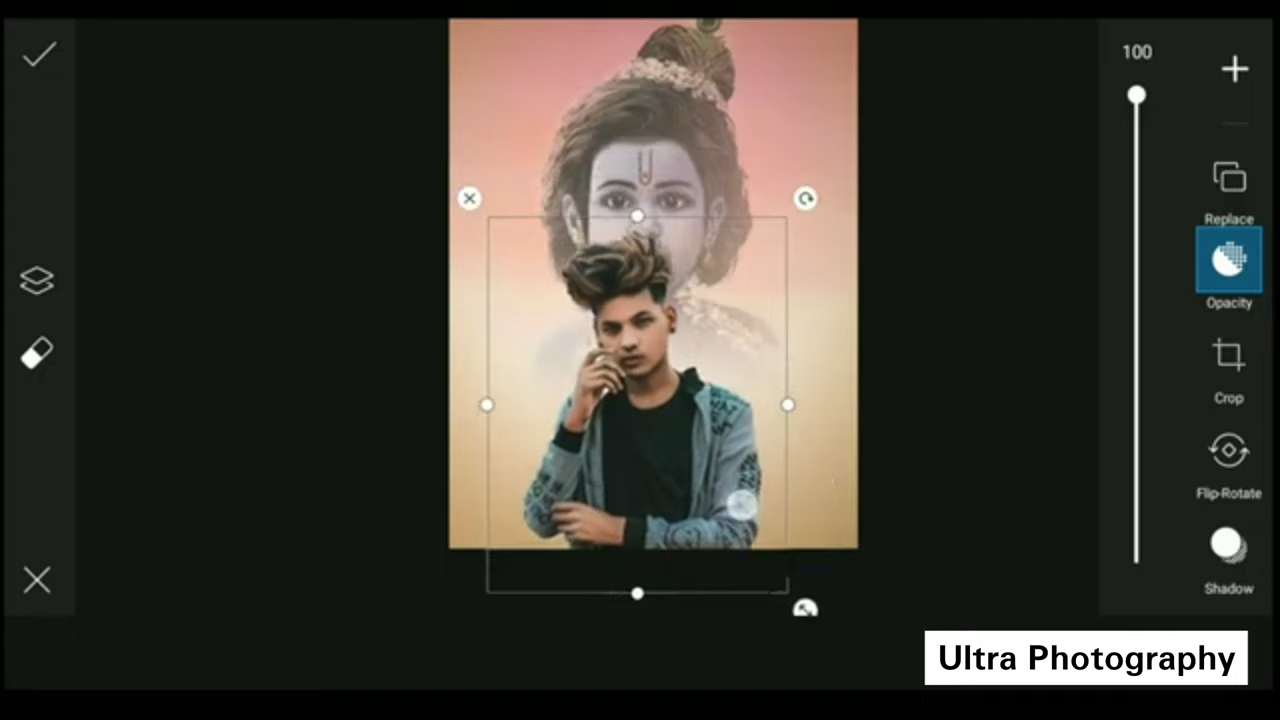 100
Replace
Opacity
Crop
Flip-Rotate
Shadow
Ultra Photography